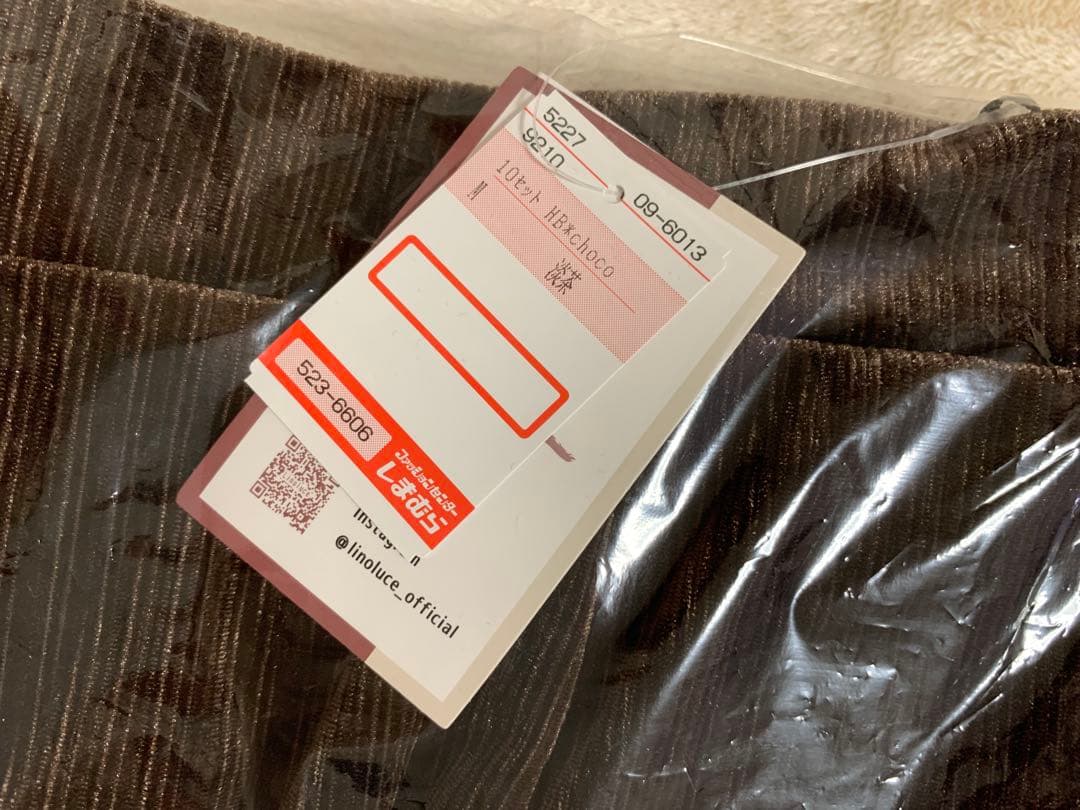 5227
9210
09-6013
10セット HB*choco
M
淡茶
523-6606
ファッションセンター
しまむら
@linoluce_official